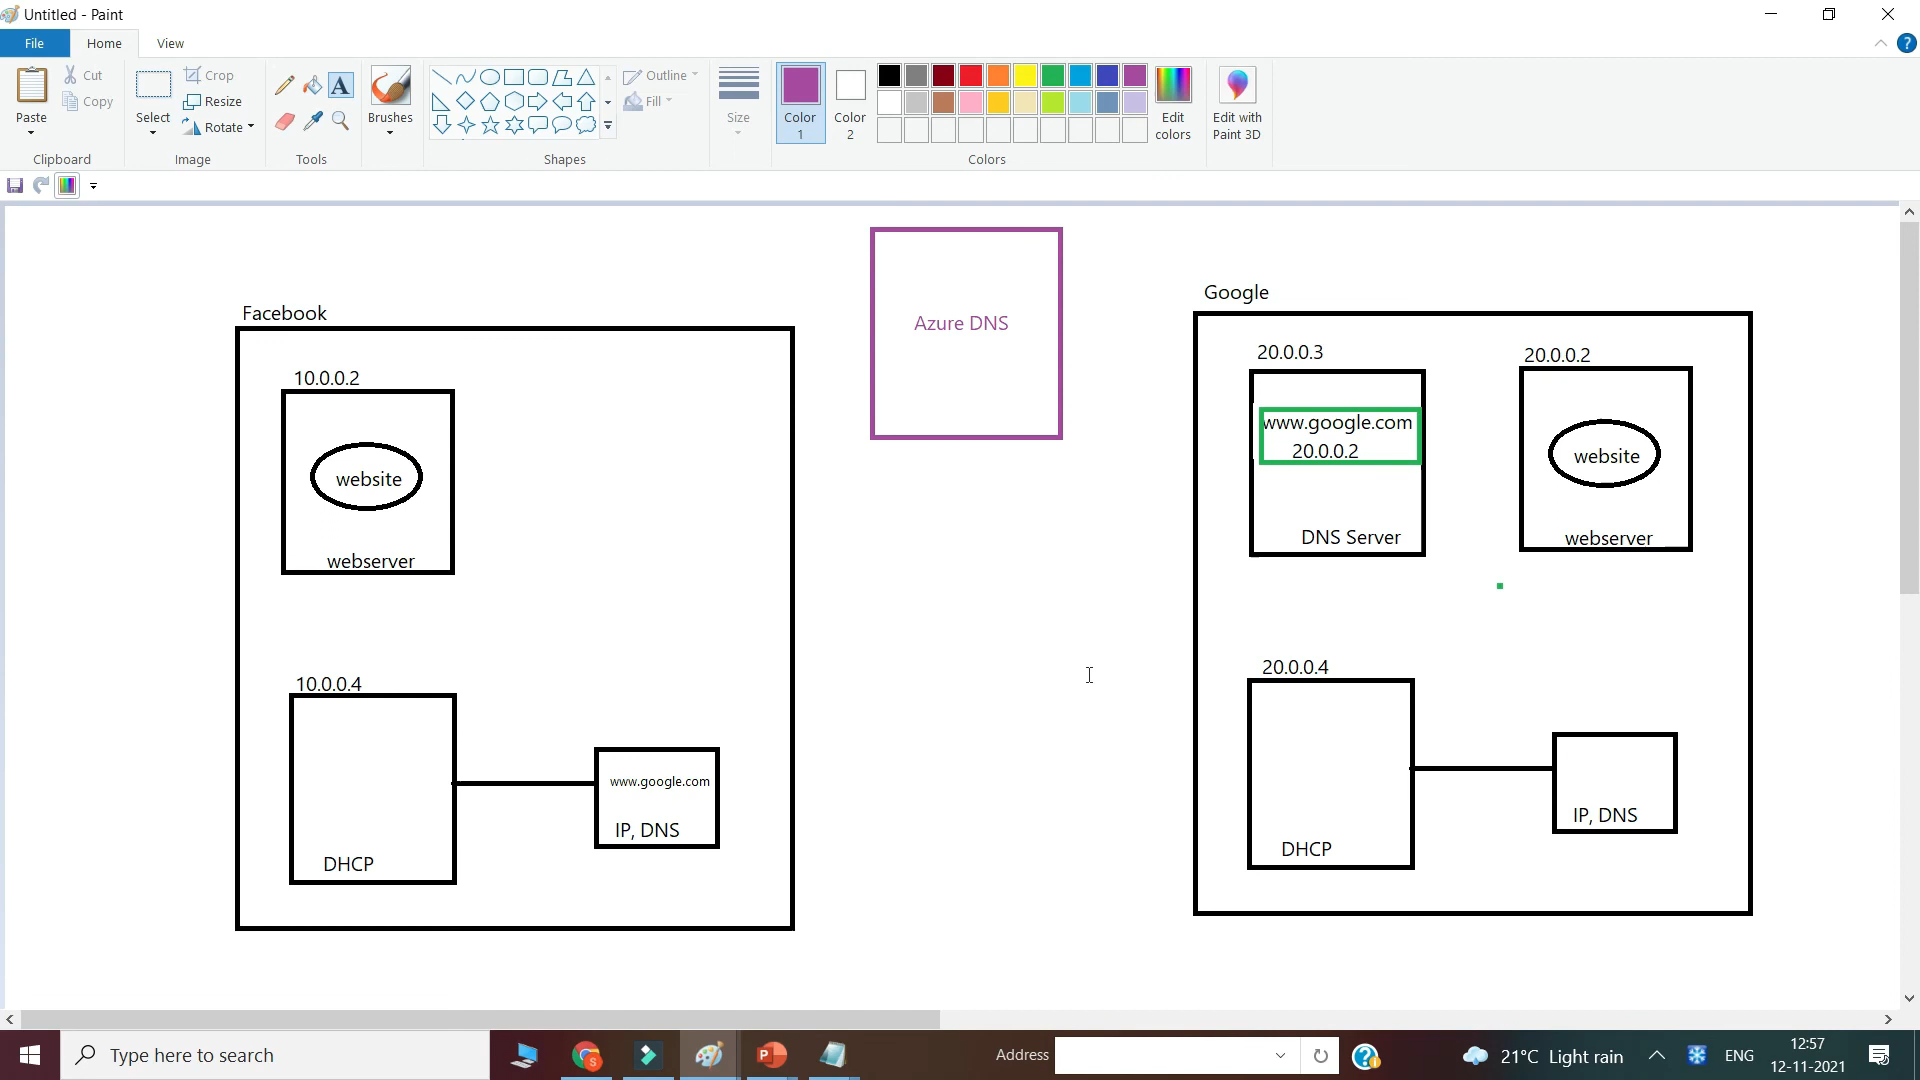 Untitled - Paint
File
Home
View
Paste
Cut
Copy
Clipboard
Select
Crop
Resize
Rotate
Image
Tools
Brushes
Shapes
Outline
Fill
Size
Color
1
Color
2
Edit
colors
Colors
Edit with
Paint 3D
Facebook
10.0.0.2
website
webserver
10.0.0.4
DHCP
www.google.com
IP, DNS
Azure DNS
Google
20.0.0.3
www.google.com
20.0.0.2
DNS Server
20.0.0.2
website
webserver
20.0.0.4
DHCP
IP, DNS
Type here to search
Address
21°C Light rain
ENG
12:57
12-11-2021